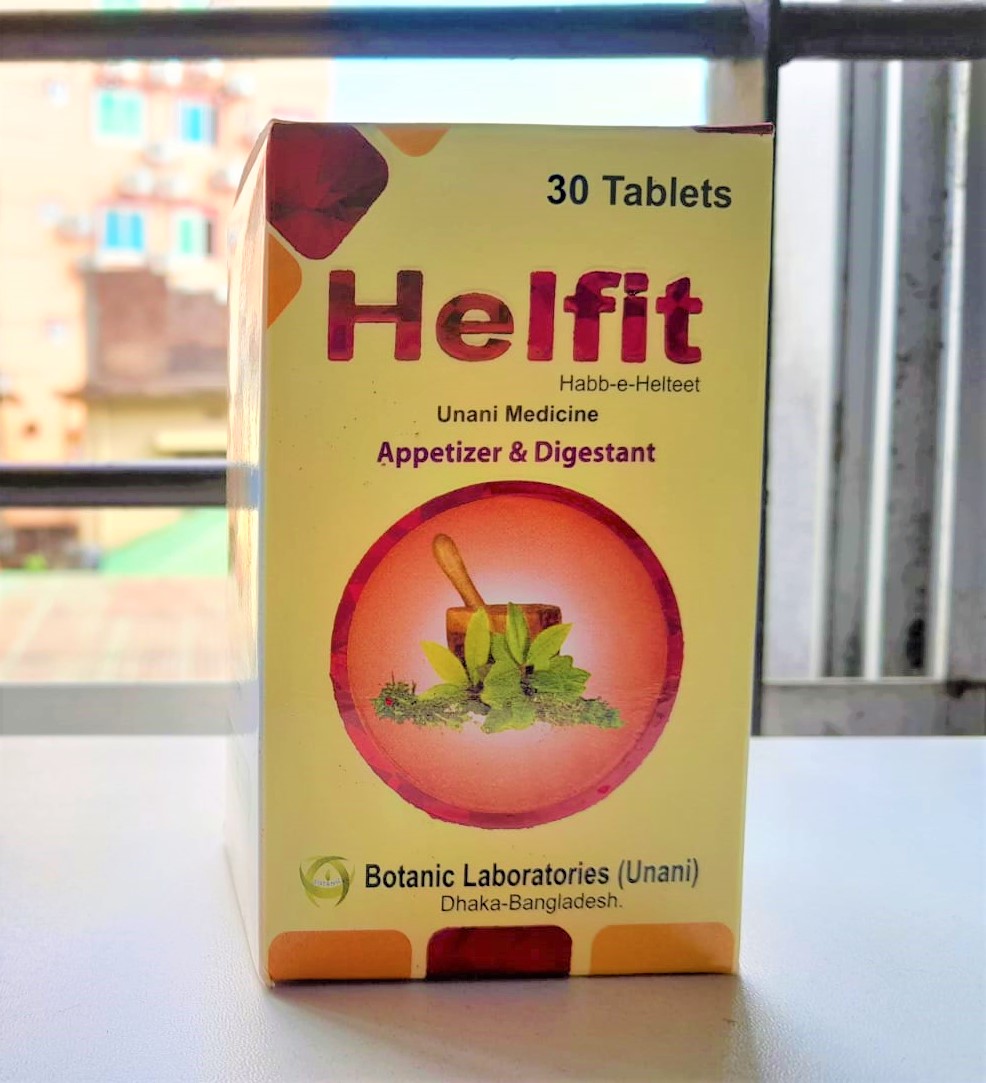 30 Tablets
Helfit
Habb-e-Helteet
Unani Medicine
Appetizer & Digestant
Botanic Laboratories (Unani)
Dhaka-Bangladesh.